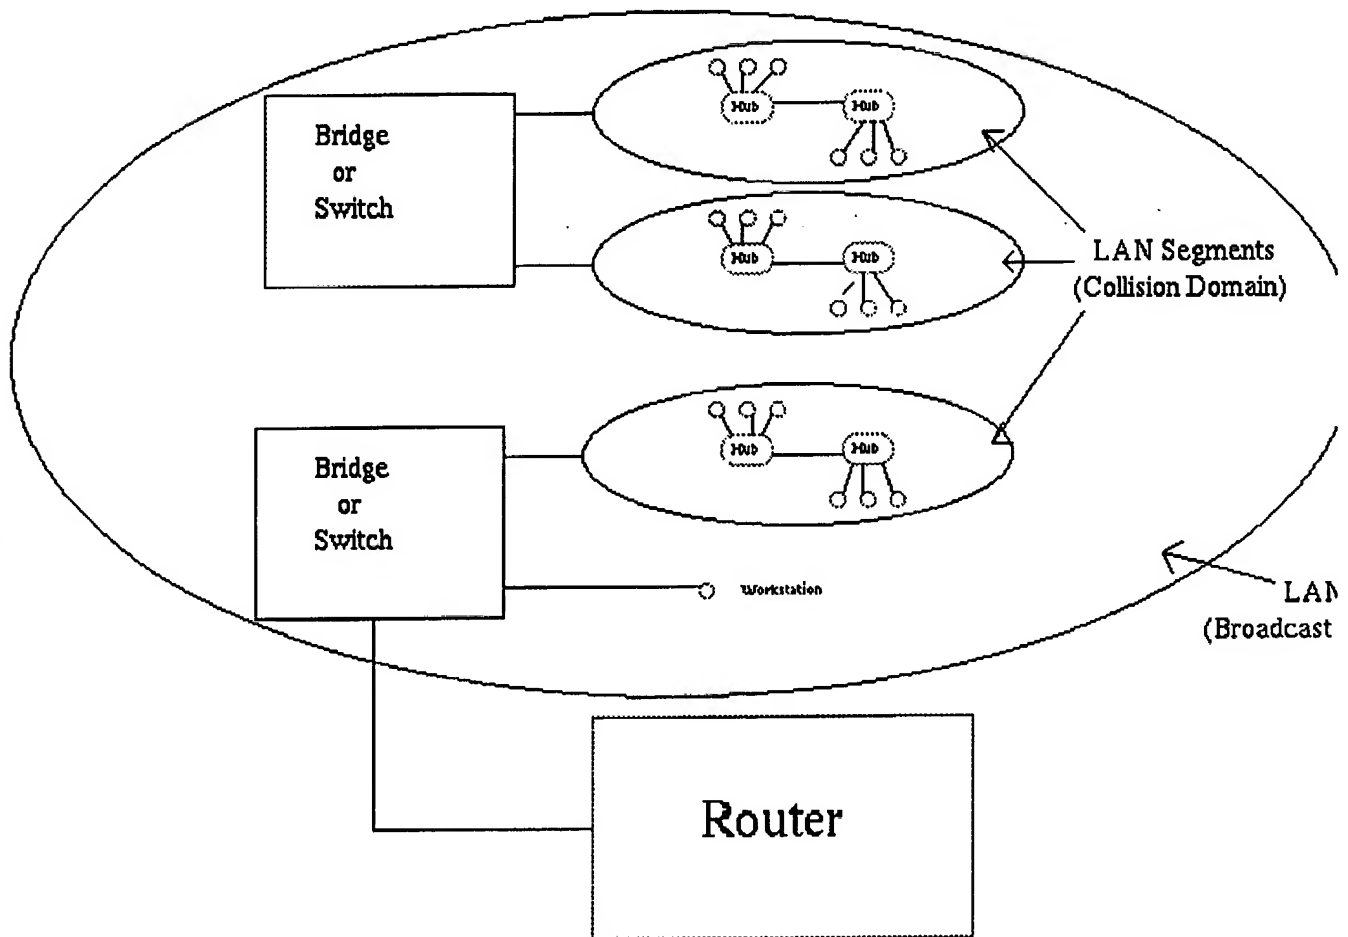 Hub
Hub
Bridge
or
Switch
Hub
Hub
LAN Segments
(Collision Domain)
Hub
Hub
Bridge
or
Switch
Workstation
LAN
(Broadcast
Router